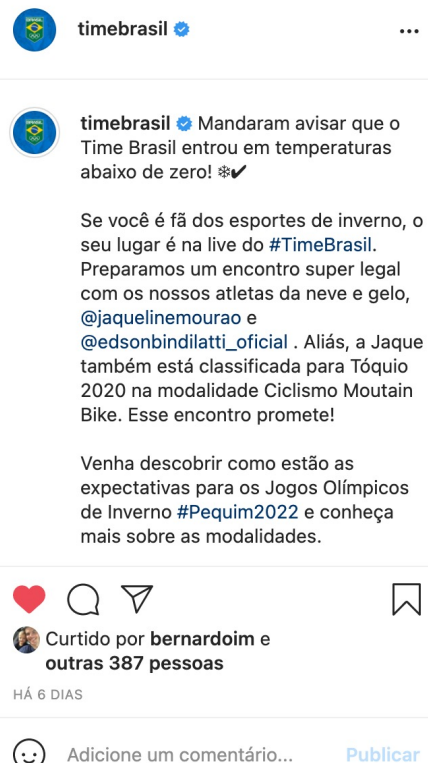 timebrasil
timebrasil Mandaram avisar que o
Time Brasil entrou em temperaturas
abaixo de zero! ❄✔
Se você é fã dos esportes de inverno, o
seu lugar é na live do #TimeBrasil.
Preparamos um encontro super legal
com os nossos atletas da neve e gelo,
@jaquelinemourao e
@edsonbindilatti_oficial . Aliás, a Jaque
também está classificada para Tóquio
2020 na modalidade Ciclismo Moutain
Bike. Esse encontro promete!
Venha descobrir como estão as
expectativas para os Jogos Olímpicos
de Inverno #Pequim2022 e conheça
mais sobre as modalidades.
Curtido por bernardoim e
outras 387 pessoas
HÁ 6 DIAS
Adicione um comentário... Publicar